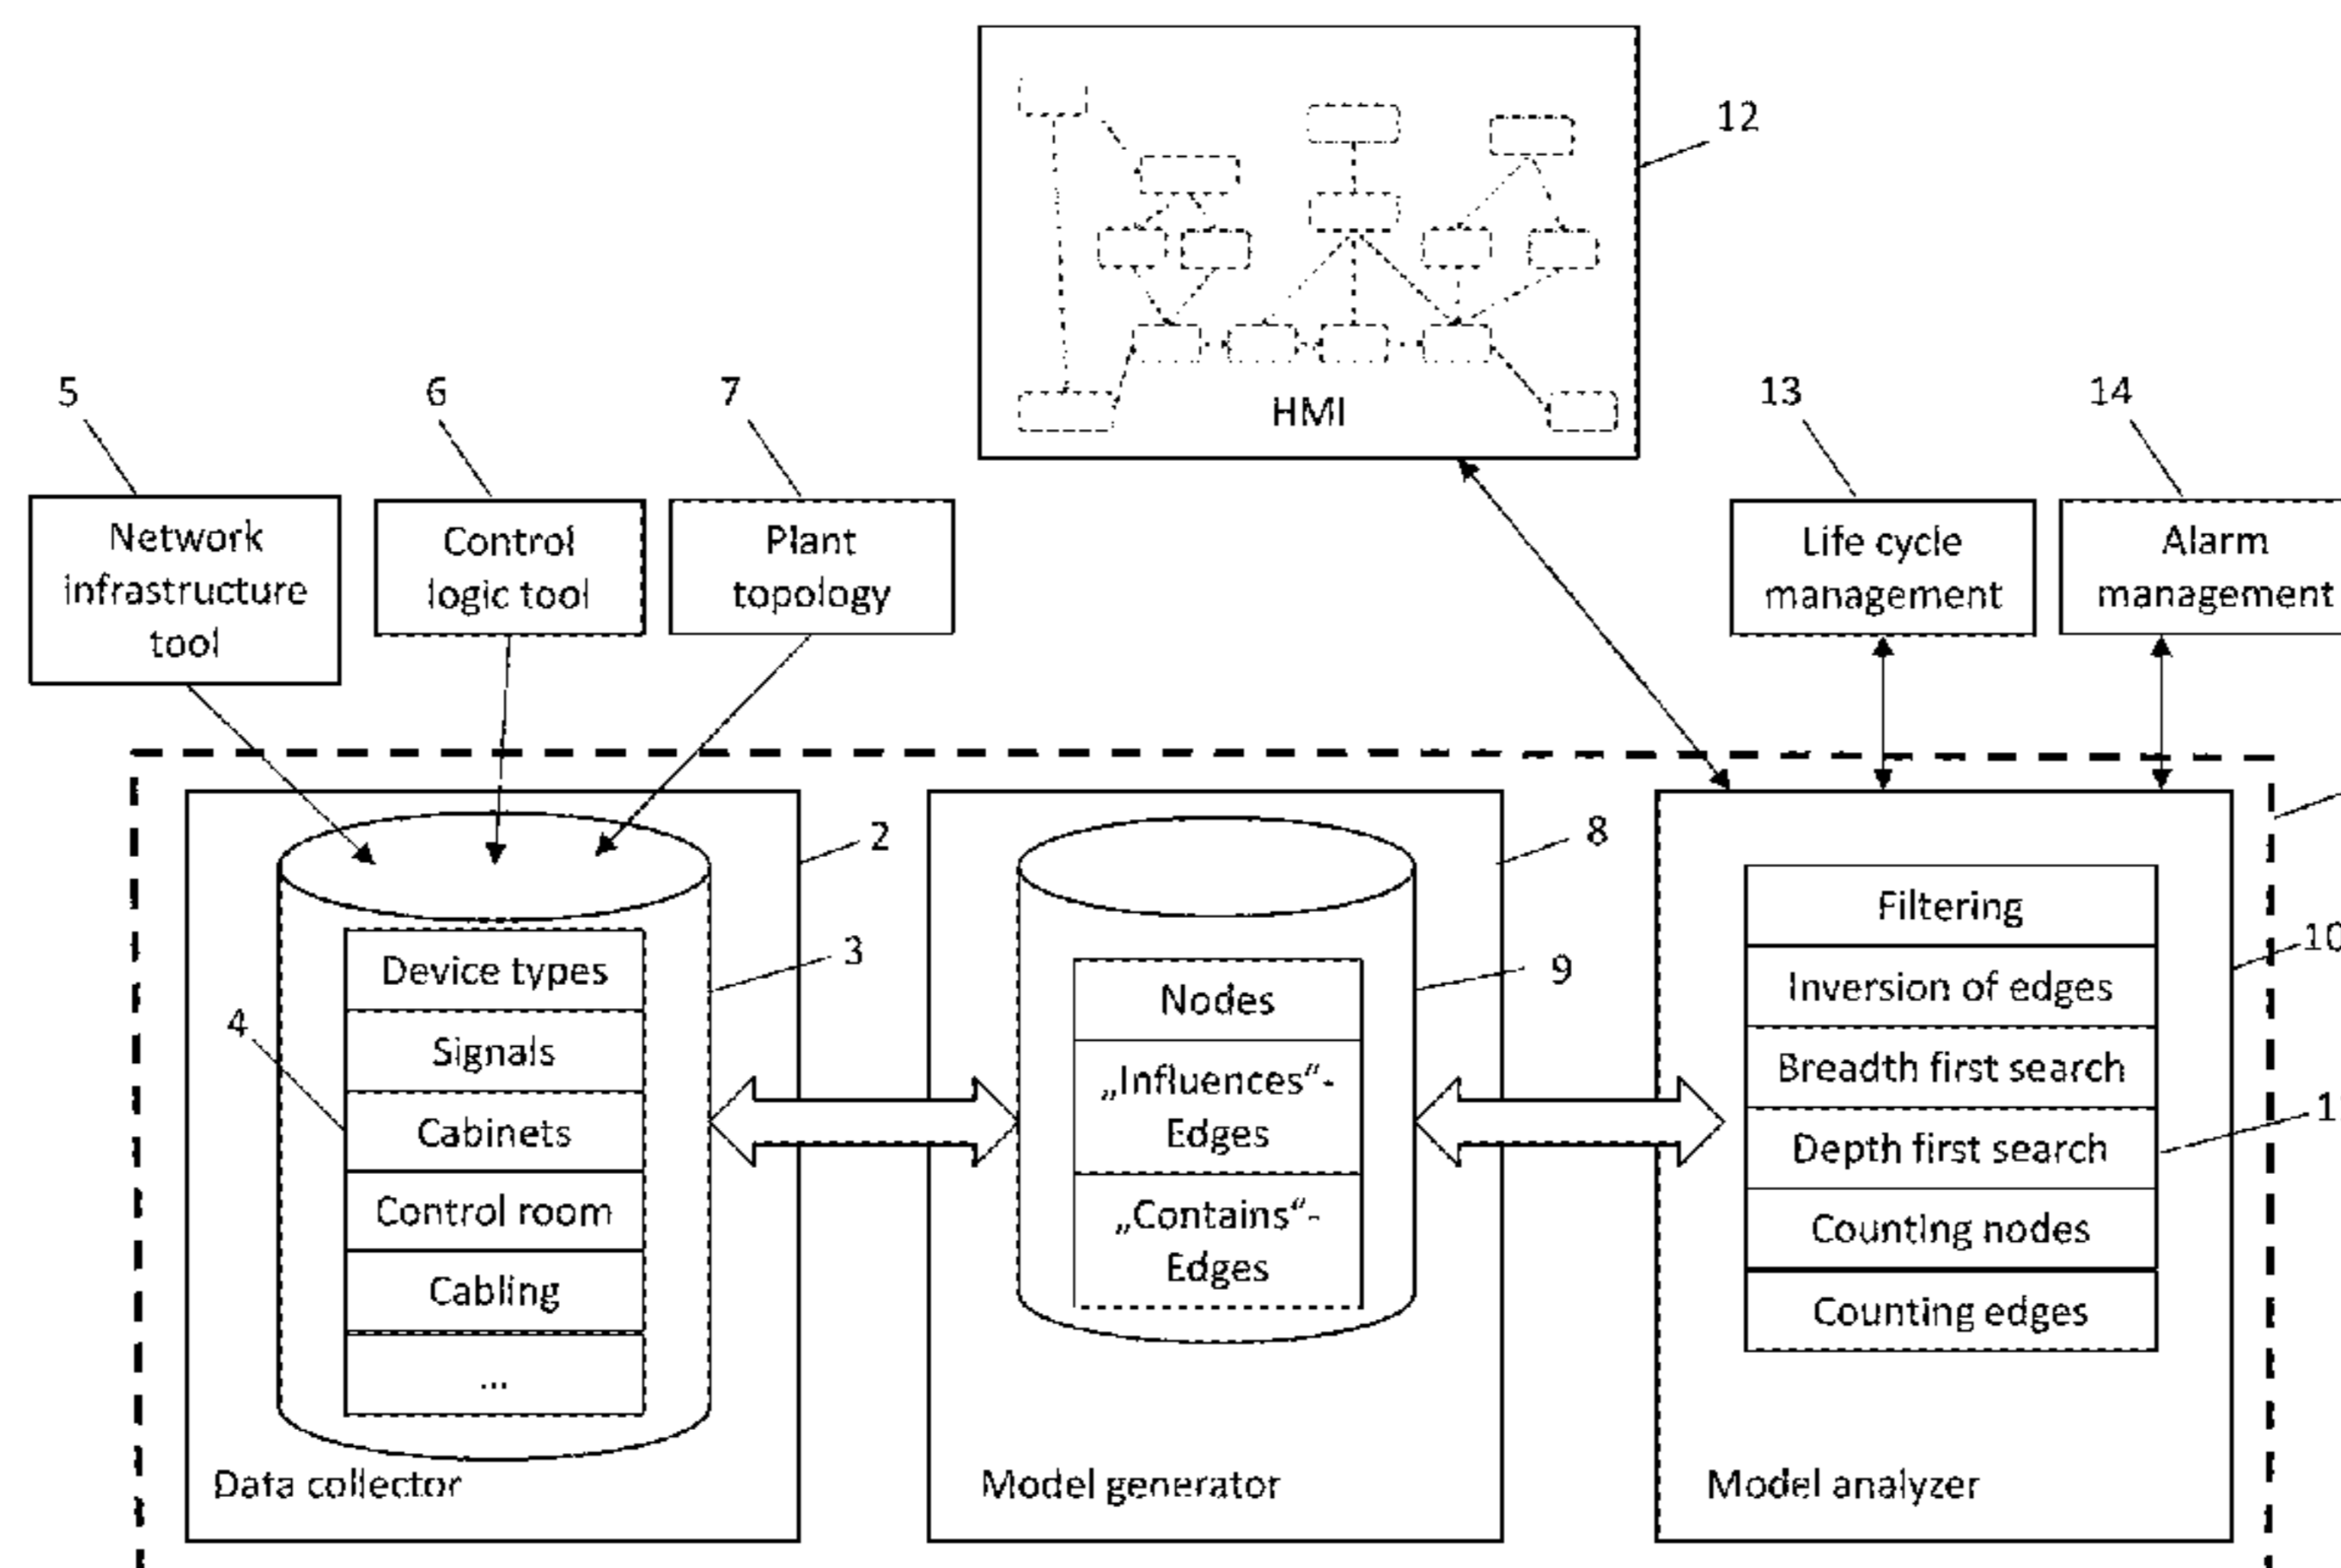 12
5
6
7
HMI
13
14
Network
infrastructure
tool
Control
logic tool
Plant
topology
Life cycle
management
Alarm
management
2
8
3
9
10
4
Device types
Signals
Cabinets
Control room
Cabling
...
Nodes
„Influences“-
Edges
„Contains“-
Edges
Filtering
Inversion of edges
Breadth first search
Depth first search
Counting nodes
Counting edges
Data collector
Model generator
Model analyzer